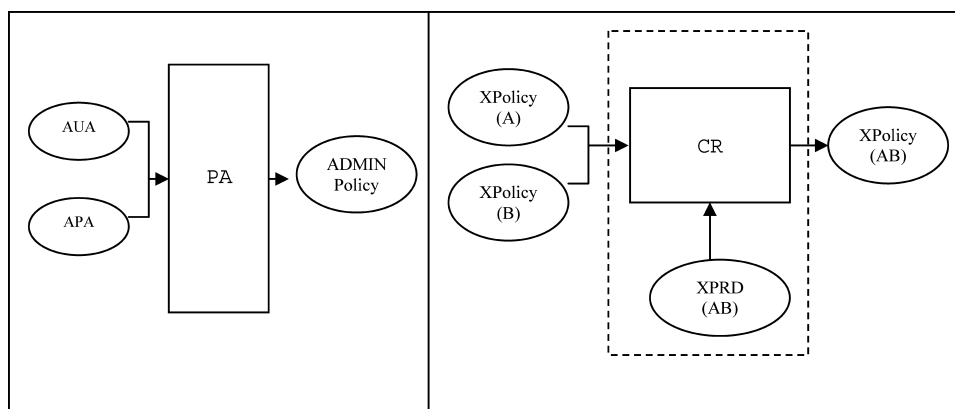 AUA
APA
PA
ADMIN
Policy
XPolicy
(A)
XPolicy
(B)
CR
XPRD
(AB)
XPolicy
(AB)